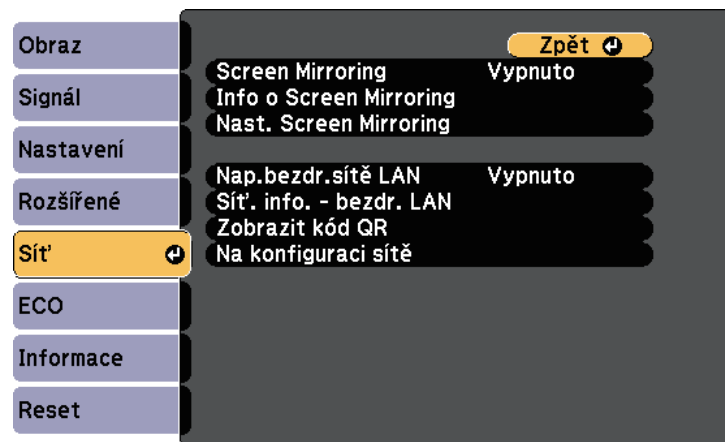 Obraz
Signál
Nastavení
Rozšířené
Síť
ECO
Informace
Reset
Zpět
Screen Mirroring Vypnuto
Info o Screen Mirroring
Nast. Screen Mirroring
Nap.bezdr.sítě LAN Vypnuto
Síť. info. - bezdr. LAN
Zobrazit kód QR
Na konfiguraci sítě